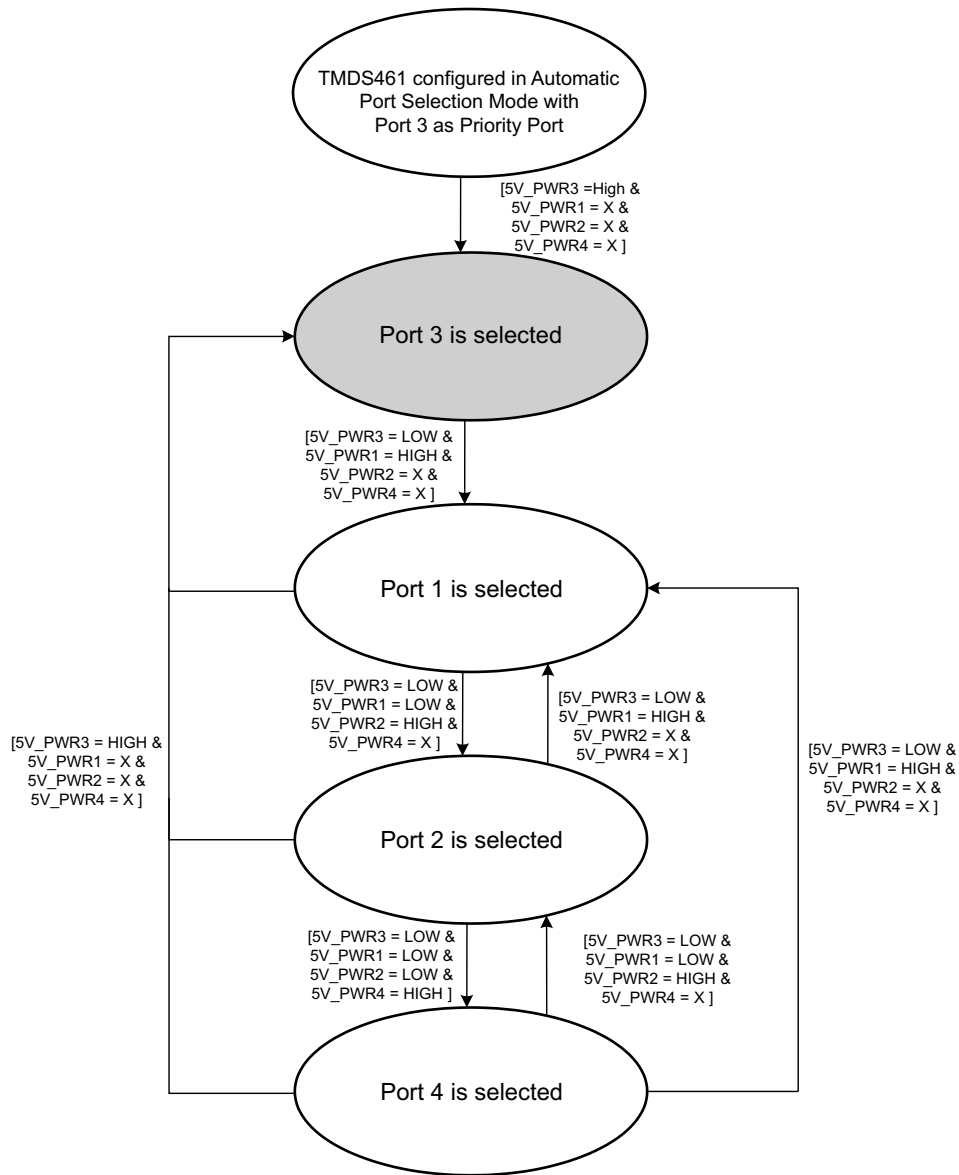 TMDS461 configured in Automatic
Port Selection Mode with
Port 3 as Priority Port
[5V_PWR3 =High &
5V_PWR1 = X &
5V_PWR2 = X &
5V_PWR4 = X ]
Port 3 is selected
[5V_PWR3 = LOW &
5V_PWR1 = HIGH &
5V_PWR2 = X &
5V_PWR4 = X ]
Port 1 is selected
[5V_PWR3 = LOW &
5V_PWR1 = LOW &
5V_PWR2 = HIGH &
5V_PWR4 = X ]
[5V_PWR3 = LOW &
5V_PWR1 = HIGH &
5V_PWR2 = X &
5V_PWR4 = X ]
[5V_PWR3 = HIGH &
5V_PWR1 = X &
5V_PWR2 = X &
5V_PWR4 = X ]
[5V_PWR3 = LOW &
5V_PWR1 = HIGH &
5V_PWR2 = X &
5V_PWR4 = X ]
Port 2 is selected
[5V_PWR3 = LOW &
5V_PWR1 = LOW &
5V_PWR2 = LOW &
5V_PWR4 = HIGH ]
[5V_PWR3 = LOW &
5V_PWR1 = LOW &
5V_PWR2 = HIGH &
5V_PWR4 = X ]
Port 4 is selected